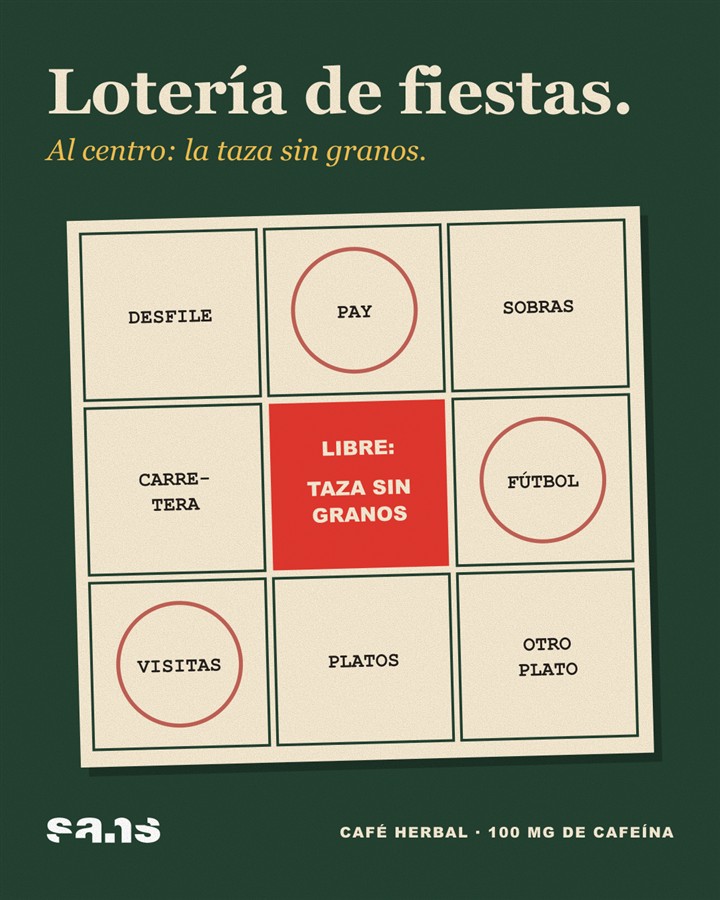 Lotería de fiestas.
Al centro: la taza sin granos.
DESFILE
PAY
SOBRAS
CARRE-
TERA
LIBRE:
TAZA SIN
GRANOS
FÚTBOL
VISITAS
PLATOS
OTRO
PLATO
sans
CAFÉ HERBAL · 100 MG DE CAFEÍNA